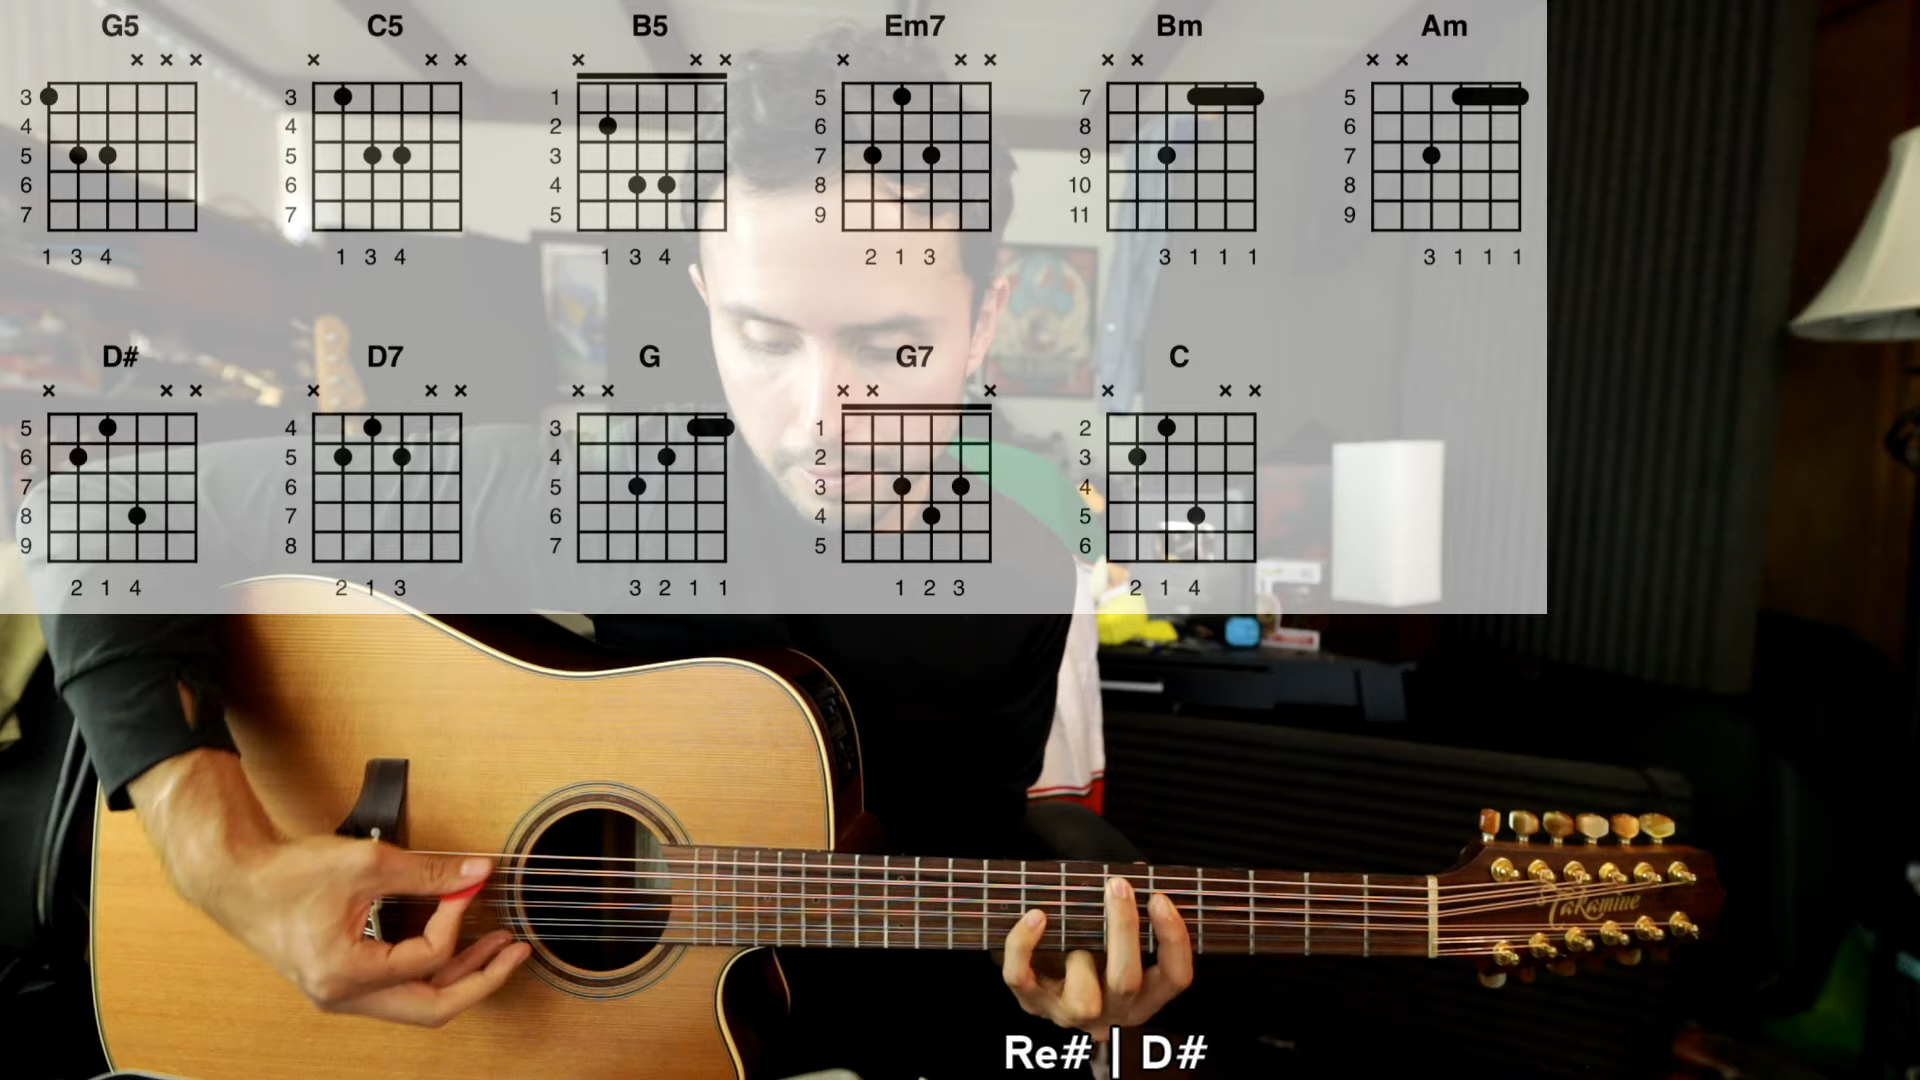 G5 C5 B5 Em7 Bm Am
× × × × × × × × × × × × × × × × ×
3 3 1 5 7 5
4 4 2 6 8 6
5 5 3 7 9 7
6 6 4 8 10 8
7 7 5 9 11 9
1 3 4 1 3 4 1 3 4 2 1 3 3 1 1 1 3 1 1 1
D# D7 G G7 C
× × × × × × × × × × × × × ×
5 4 3 1 2
6 5 4 2 3
7 6 5 3 4
8 7 6 4 5
9 8 7 5 6
2 1 4 2 1 3 3 2 1 1 1 2 3 2 1 4
Takamine
Re# | D#